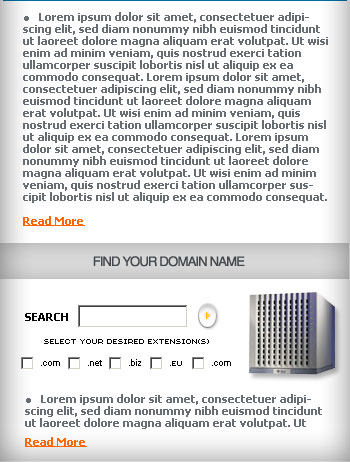 • Lorem ipsum dolor sit amet, consectetuer adipi-
scing elit, sed diam nonummy nibh euismod tincidunt
ut laoreet dolore magna aliquam erat volutpat. Ut wisi
enim ad minim veniam, quis nostrud exerci tation
ullamcorper suscipit lobortis nisl ut aliquip ex ea
commodo consequat. Lorem ipsum dolor sit amet,
consectetuer adipiscing elit, sed diam nonummy
nibh euismod tincidunt ut laoreet dolore magna aliquam
erat volutpat. Ut wisi enim ad minim veniam, quis
nostrud exerci tation ullamcorper suscipit lobortis nisl
ut aliquip ex ea commodo consequat. Lorem ipsum
dolor sit amet, consectetuer adipiscing elit, sed diam
nonummy nibh euismod tincidunt ut laoreet dolore
magna aliquam erat volutpat. Ut wisi enim ad minim
veniam, quis nostrud exerci tation ullamcorper sus-
cipit lobortis nisl ut aliquip ex ea commodo consequat.
Read More
FIND YOUR DOMAIN NAME
SEARCH
SELECT YOUR DESIRED EXTENSION(S)
.com .net .biz .EU .com
• Lorem ipsum dolor sit amet, consectetuer adipi-
scing elit, sed diam nonummy nibh euismod tincidunt
ut laoreet dolore magna aliquam erat volutpat. Ut
Read More